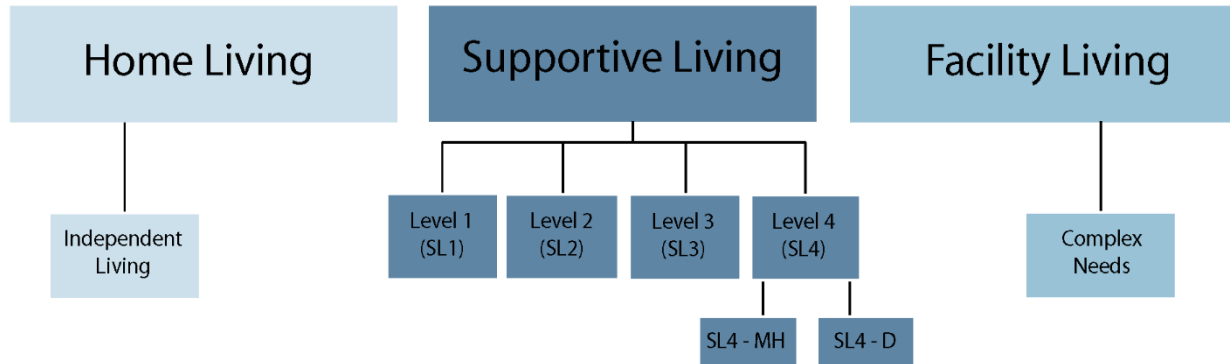 Home Living
Supportive Living
Facility Living
Independent
Living
Level 1
(SL1)
Level 2
(SL2)
Level 3
(SL3)
Level 4
(SL4)
Complex
Needs
SL4 - MH
SL4 - D